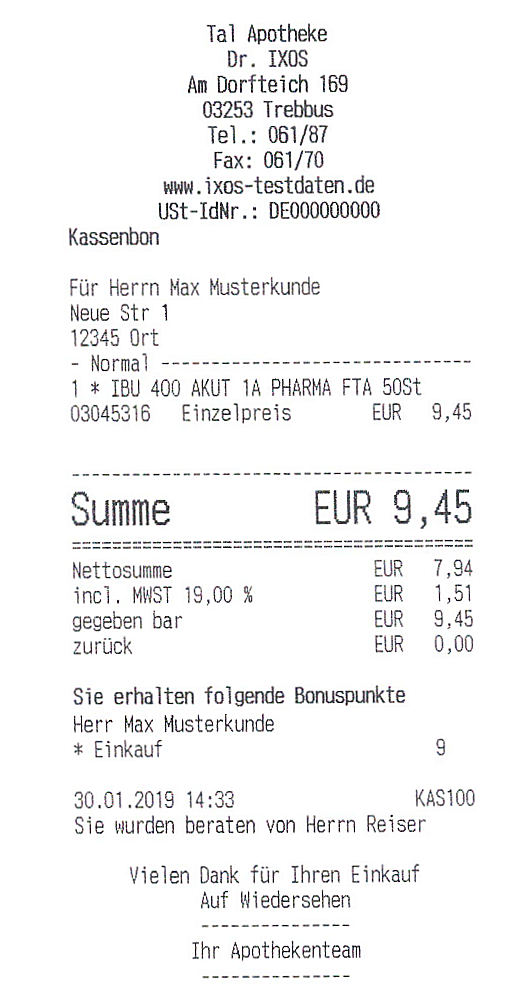 Tal Apotheke
Dr. IXOS
Am Dorfteich 169
03253 Trebbus
Tel.: 061/87
Fax: 061/70
www.ixos-testdaten.de
USt-IdNr.: DE000000000
Kassenbon
Für Herrn Max Musterkunde
Neue Str 1
12345 Ort
- Normal -------------------------------
1 * IBU 400 AKUT 1A PHARMA FTA 50St
03045316 Einzelpreis EUR 9,45
----------------------------------------
Summe EUR 9,45
========================================
Nettosumme EUR 7,94
incl. MWST 19,00 % EUR 1,51
gegeben bar EUR 9,45
zurück EUR 0,00
Sie erhalten folgende Bonuspunkte
Herr Max Musterkunde
* Einkauf 9
30.01.2019 14:33 KAS100
Sie wurden beraten von Herrn Reiser
Vielen Dank für Ihren Einkauf
Auf Wiedersehen
---------------
Ihr Apothekenteam
---------------